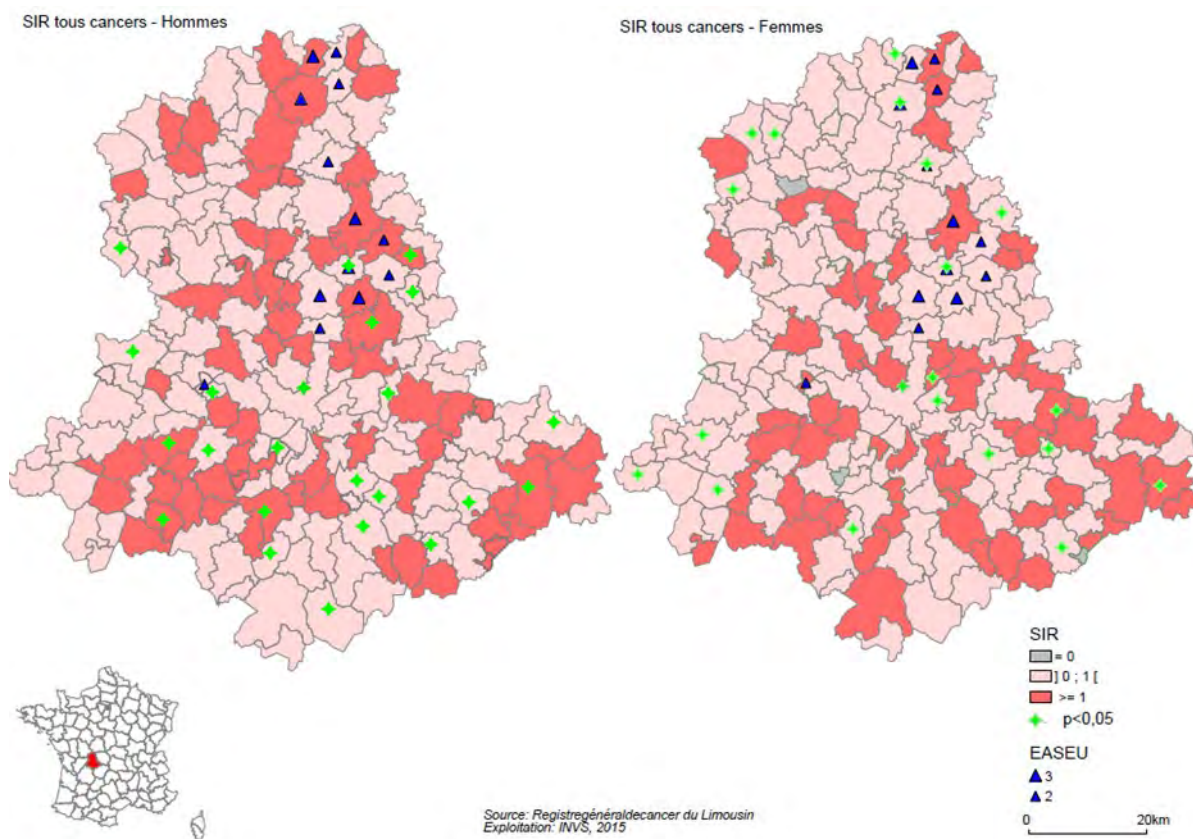 SIR tous cancers - Hommes
SIR tous cancers - Femmes
SIR
= 0
] 0 ; 1 [
>= 1
p<0,05
EASEU
3
2
Source: Registregénéraldecancer du Limousin
Exploitation: INVS, 2015
0 20km